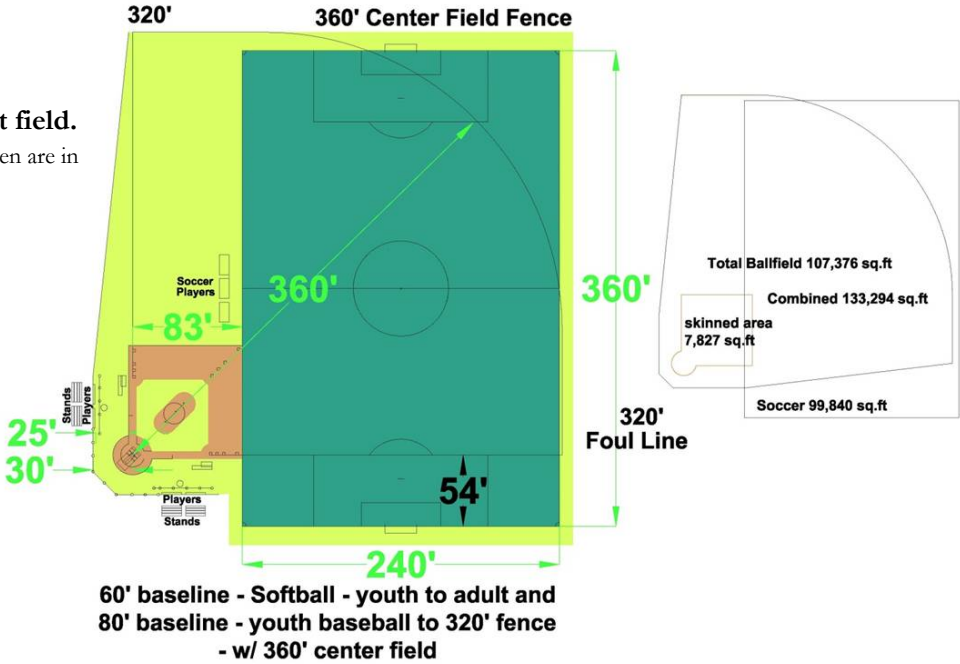 320'
360' Center Field Fence
t field.
en are in
Soccer
Players
360'
360'
83'
Stands
Players
25'
30'
Players
Stands
320'
Foul Line
54'
240'
60' baseline - Softball - youth to adult and
80' baseline - youth baseball to 320' fence
- w/ 360' center field
Total Ballfield 107,376 sq.ft
Combined 133,294 sq.ft
skinned area
7,827 sq.ft
Soccer 99,840 sq.ft